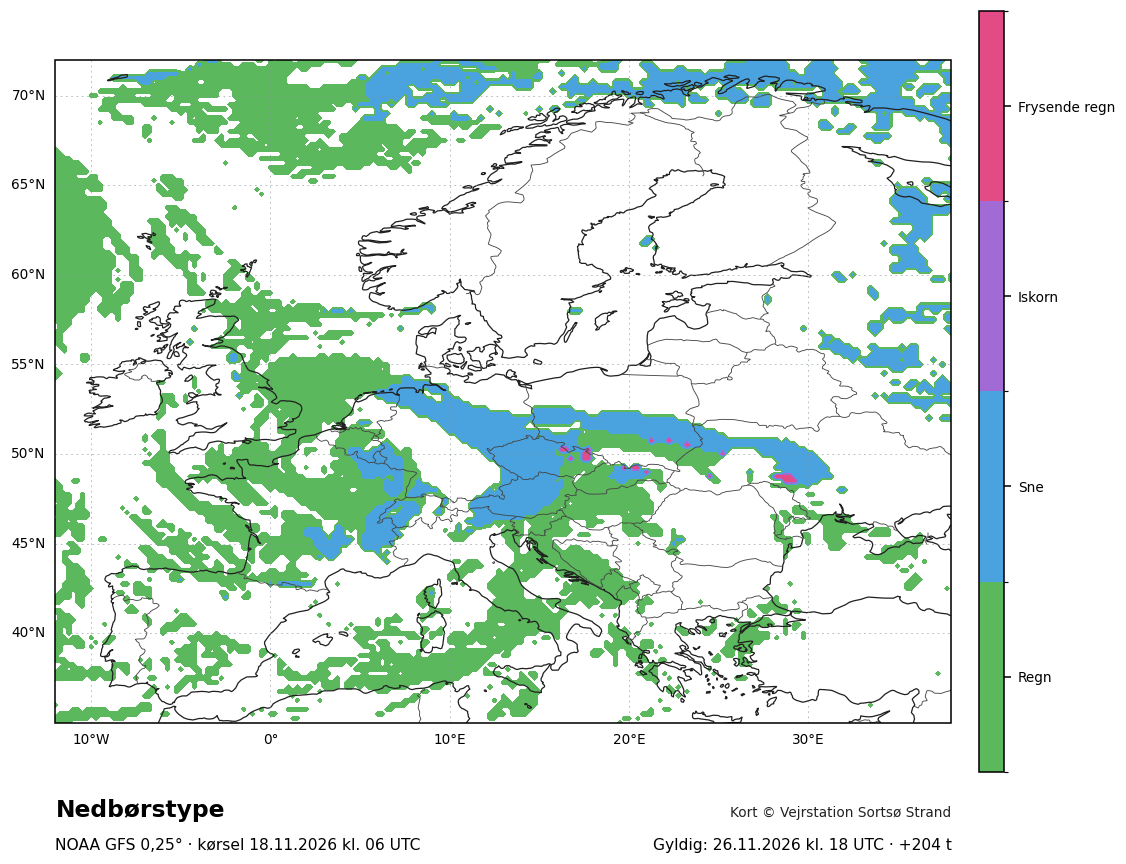 Frysende regn
Iskorn
Sne
Regn
70°N
65°N
60°N
55°N
50°N
45°N
40°N
10°W
0°
10°E
20°E
30°E
Nedbørstype
Kort © Vejrstation Sortsø Strand
NOAA GFS 0,25° · kørsel 18.11.2026 kl. 06 UTC
Gyldig: 26.11.2026 kl. 18 UTC · +204 t